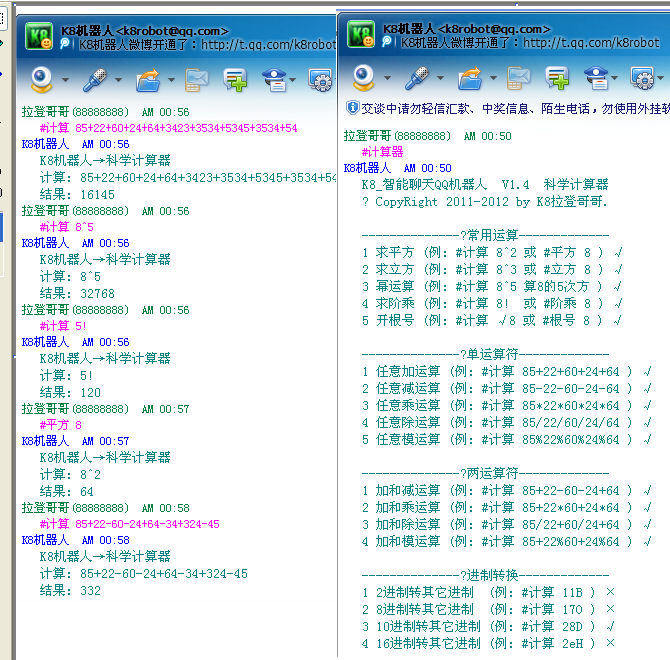 K8机器人<k8robot@qq.com>
K8机器人微博开通了：http://t.qq.com/k8robot
拉登哥哥(88888888)  AM 00:56
#计算 85+22+60+24+64+3423+3534+5345+3534+54
K8机器人  AM 00:56
K8机器人→科学计算器
计算: 85+22+60+24+64+3423+3534+5345+3534+54
结果: 16145
拉登哥哥(88888888)  AM 00:56
#计算 8^5
K8机器人  AM 00:56
K8机器人→科学计算器
计算: 8^5
结果: 32768
拉登哥哥(88888888)  AM 00:56
#计算 5!
K8机器人  AM 00:56
K8机器人→科学计算器
计算: 5!
结果: 120
拉登哥哥(88888888)  AM 00:57
#平方 8
K8机器人  AM 00:57
K8机器人→科学计算器
计算: 8^2
结果: 64
拉登哥哥(88888888)  AM 00:58
#计算 85+22-60-24+64-34+324-45
K8机器人  AM 00:58
K8机器人→科学计算器
计算: 85+22-60-24+64-34+324-45
结果: 332
K8机器人<k8robot@qq.com>
K8机器人微博开通了：http://t.qq.com/k8robot
交谈中请勿轻信汇款、中奖信息、陌生电话，勿使用外挂软
拉登哥哥(88888888)  AM 00:50
#计算器
K8机器人  AM 00:50
K8_智能聊天QQ机器人  V1.4  科学计算器
? CopyRight 2011-2012 by K8拉登哥哥.
--------------?常用运算-------------
1 求平方 (例: #计算 8^2 或 #平方 8 ) √
2 求立方 (例: #计算 8^3 或 #立方 8 ) √
3 幂运算 (例: #计算 8^5 算8的5次方 ) √
4 求阶乘 (例: #计算 8!  或 #阶乘 8 ) √
5 开根号 (例: #计算 √8 或 #根号 8 ) √
--------------?单运算符-------------
1 任意加运算 (例: #计算 85+22+60+24+64 ) √
2 任意减运算 (例: #计算 85-22-60-24-64 ) √
3 任意乘运算 (例: #计算 85*22*60*24*64 ) √
4 任意除运算 (例: #计算 85/22/60/24/64 ) √
5 任意模运算 (例: #计算 85%22%60%24%64 ) √
--------------?两运算符-------------
1 加和减运算 (例: #计算 85+22-60-24+64 ) √
2 加和乘运算 (例: #计算 85+22*60+24*64 ) √
3 加和除运算 (例: #计算 85/22+60/24+64 ) √
4 加和模运算 (例: #计算 85+22%60+24%64 ) √
--------------?进制转换-------------
1 2进制转其它进制  (例: #计算 11B ) ×
2 8进制转其它进制  (例: #计算 17O ) ×
3 10进制转其它进制 (例: #计算 28D ) √
4 16进制转其它进制 (例: #计算 2eH ) ×